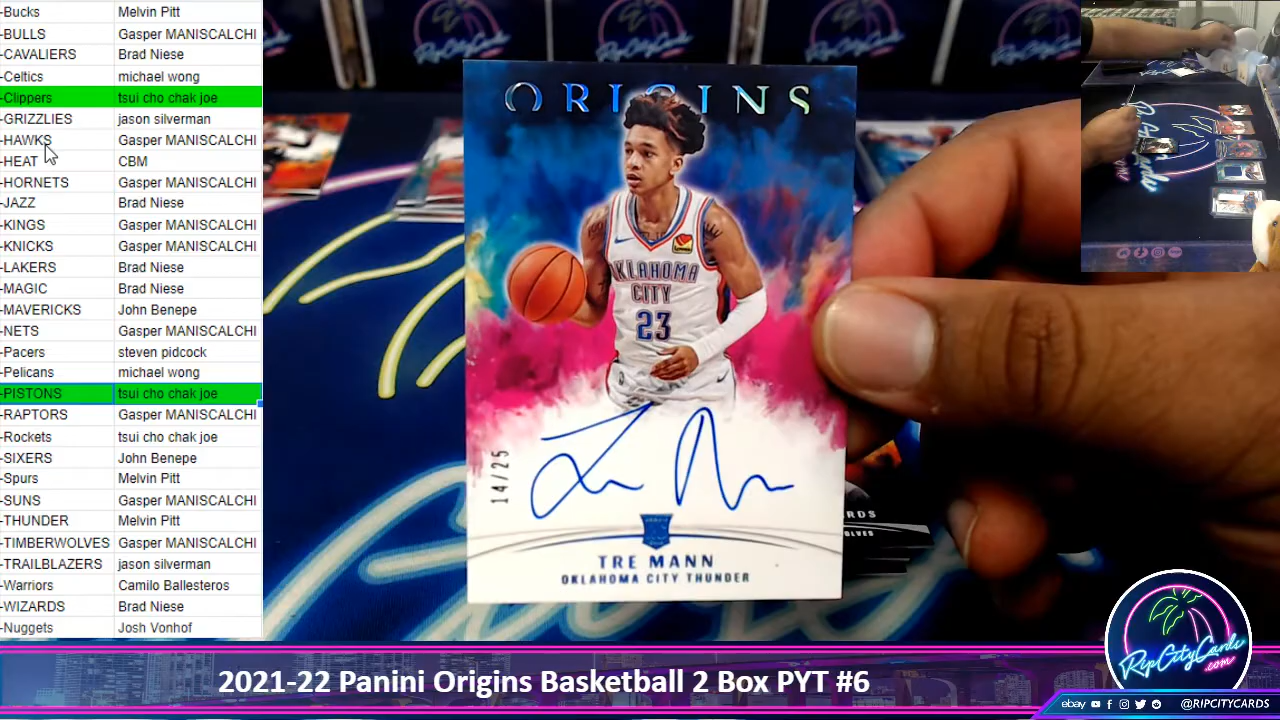 -Bucks Melvin Pitt
-BULLS Gasper MANISCALCHI
-CAVALIERS Brad Niese
-Celtics michael wong
-Clippers tsui cho chak joe
-GRIZZLIES jason silverman
-HAWKS Gasper MANISCALCHI
-HEAT CBM
-HORNETS Gasper MANISCALCHI
-JAZZ Brad Niese
-KINGS Gasper MANISCALCHI
-KNICKS Gasper MANISCALCHI
-LAKERS Brad Niese
-MAGIC Brad Niese
-MAVERICKS John Benepe
-NETS Gasper MANISCALCHI
-Pacers steven pidcock
-Pelicans michael wong
-PISTONS tsui cho chak joe
-RAPTORS Gasper MANISCALCHI
-Rockets tsui cho chak joe
-SIXERS John Benepe
-Spurs Melvin Pitt
-SUNS Gasper MANISCALCHI
-THUNDER Melvin Pitt
-TIMBERWOLVES Gasper MANISCALCHI
-TRAILBLAZERS jason silverman
-Warriors Camilo Ballesteros
-WIZARDS Brad Niese
-Nuggets Josh Vonhof
ORIGINS
OKLAHOMA
CITY
23
14/25
TRE MANN
OKLAHOMA CITY THUNDER
RipCityCards
.com
2021-22 Panini Origins Basketball 2 Box PYT #6
ebay @RIPCITYCARDS